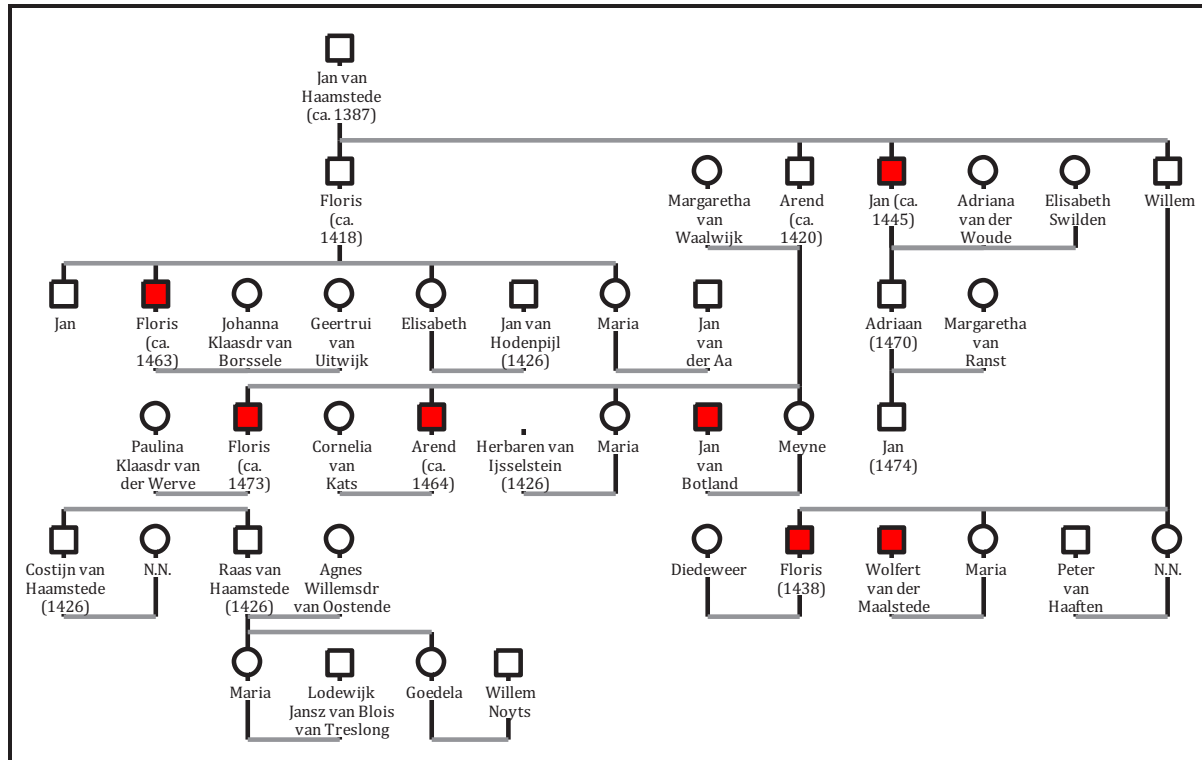 Jan van
Haamstede
(ca. 1387)
Floris
(ca.
1418)
Margaretha
van
Waalwijk
Arend
(ca.
1420)
Jan (ca.
1445)
Adriana
van der
Woude
Elisabeth
Swilden
Willem
Jan
Floris
(ca.
1463)
Johanna
Klaasdr van
Borssele
Geertrui
van
Uitwijk
Elisabeth
Jan van
Hodenpijl
(1426)
Maria
Jan
van
der Aa
Adriaan
(1470)
Margaretha
van
Ranst
Paulina
Klaasdr van
der Werve
Floris
(ca.
1473)
Cornelia
van
Kats
Arend
(ca.
1464)
Herbaren van
Ijsselstein
(1426)
Maria
Jan
van
Botland
Meyne
Jan
(1474)
Costijn van
Haamstede
(1426)
N.N.
Raas van
Haamstede
(1426)
Agnes
Willemsdr
van Oostende
Diedeweer
Floris
(1438)
Wolfert
van der
Maalstede
Maria
Peter
van
Haaften
N.N.
Maria
Lodewijk
Jansz van Blois
van Treslong
Goedela
Willem
Noyts